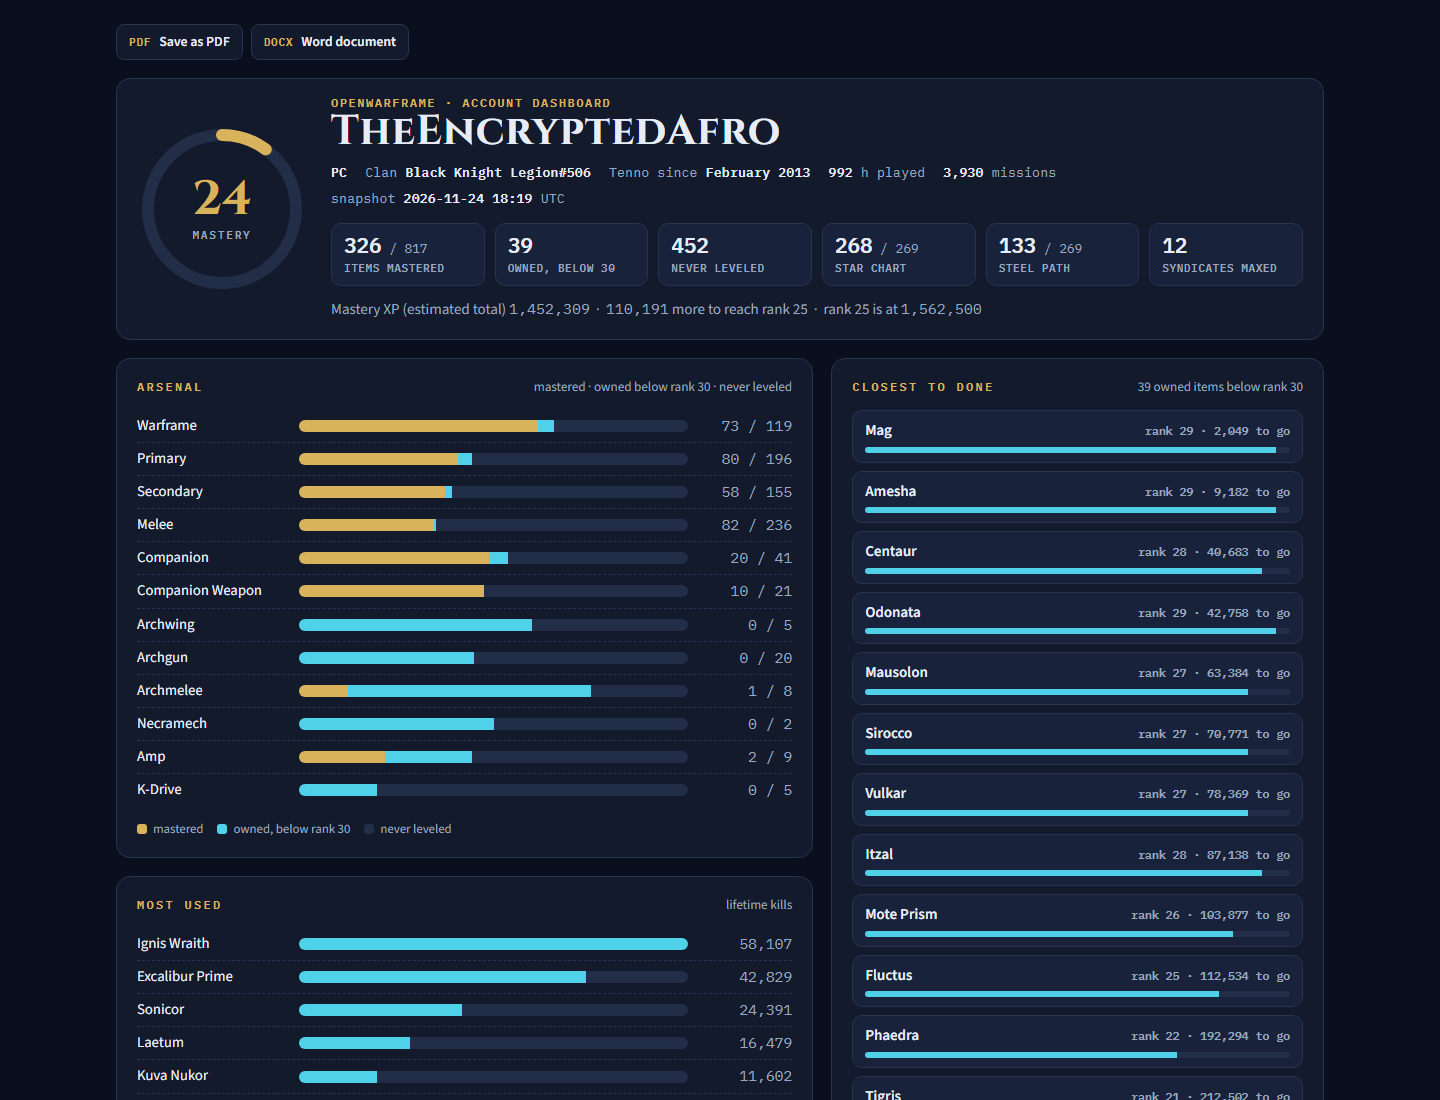 PDF Save as PDF
DOCX Word document
OPENWARFRAME · ACCOUNT DASHBOARD
TheEncryptedAfro
24
MASTERY
PC Clan Black Knight Legion#506 Tenno since February 2013 992 h played 3,930 missions
snapshot 2026-11-24 18:19 UTC
326 / 817
ITEMS MASTERED
39
OWNED, BELOW 30
452
NEVER LEVELED
268 / 269
STAR CHART
133 / 269
STEEL PATH
12
SYNDICATES MAXED
Mastery XP (estimated total) 1,452,309 · 110,191 more to reach rank 25 · rank 25 is at 1,562,500
ARSENAL
mastered · owned below rank 30 · never leveled
Warframe 73 / 119
Primary 80 / 196
Secondary 58 / 155
Melee 82 / 236
Companion 20 / 41
Companion Weapon 10 / 21
Archwing 0 / 5
Archgun 0 / 20
Archmelee 1 / 8
Necramech 0 / 2
Amp 2 / 9
K-Drive 0 / 5
mastered owned, below rank 30 never leveled
MOST USED
lifetime kills
Ignis Wraith 58,107
Excalibur Prime 42,829
Sonicor 24,391
Laetum 16,479
Kuva Nukor 11,602
CLOSEST TO DONE
39 owned items below rank 30
Mag rank 29 · 2,049 to go
Amesha rank 29 · 9,182 to go
Centaur rank 28 · 40,683 to go
Odonata rank 29 · 42,758 to go
Mausolon rank 27 · 63,384 to go
Sirocco rank 27 · 70,771 to go
Vulkar rank 27 · 78,369 to go
Itzal rank 28 · 87,138 to go
Mote Prism rank 26 · 103,877 to go
Fluctus rank 25 · 112,534 to go
Phaedra rank 22 · 192,294 to go
Tigris rank 21 · 212,502 to go